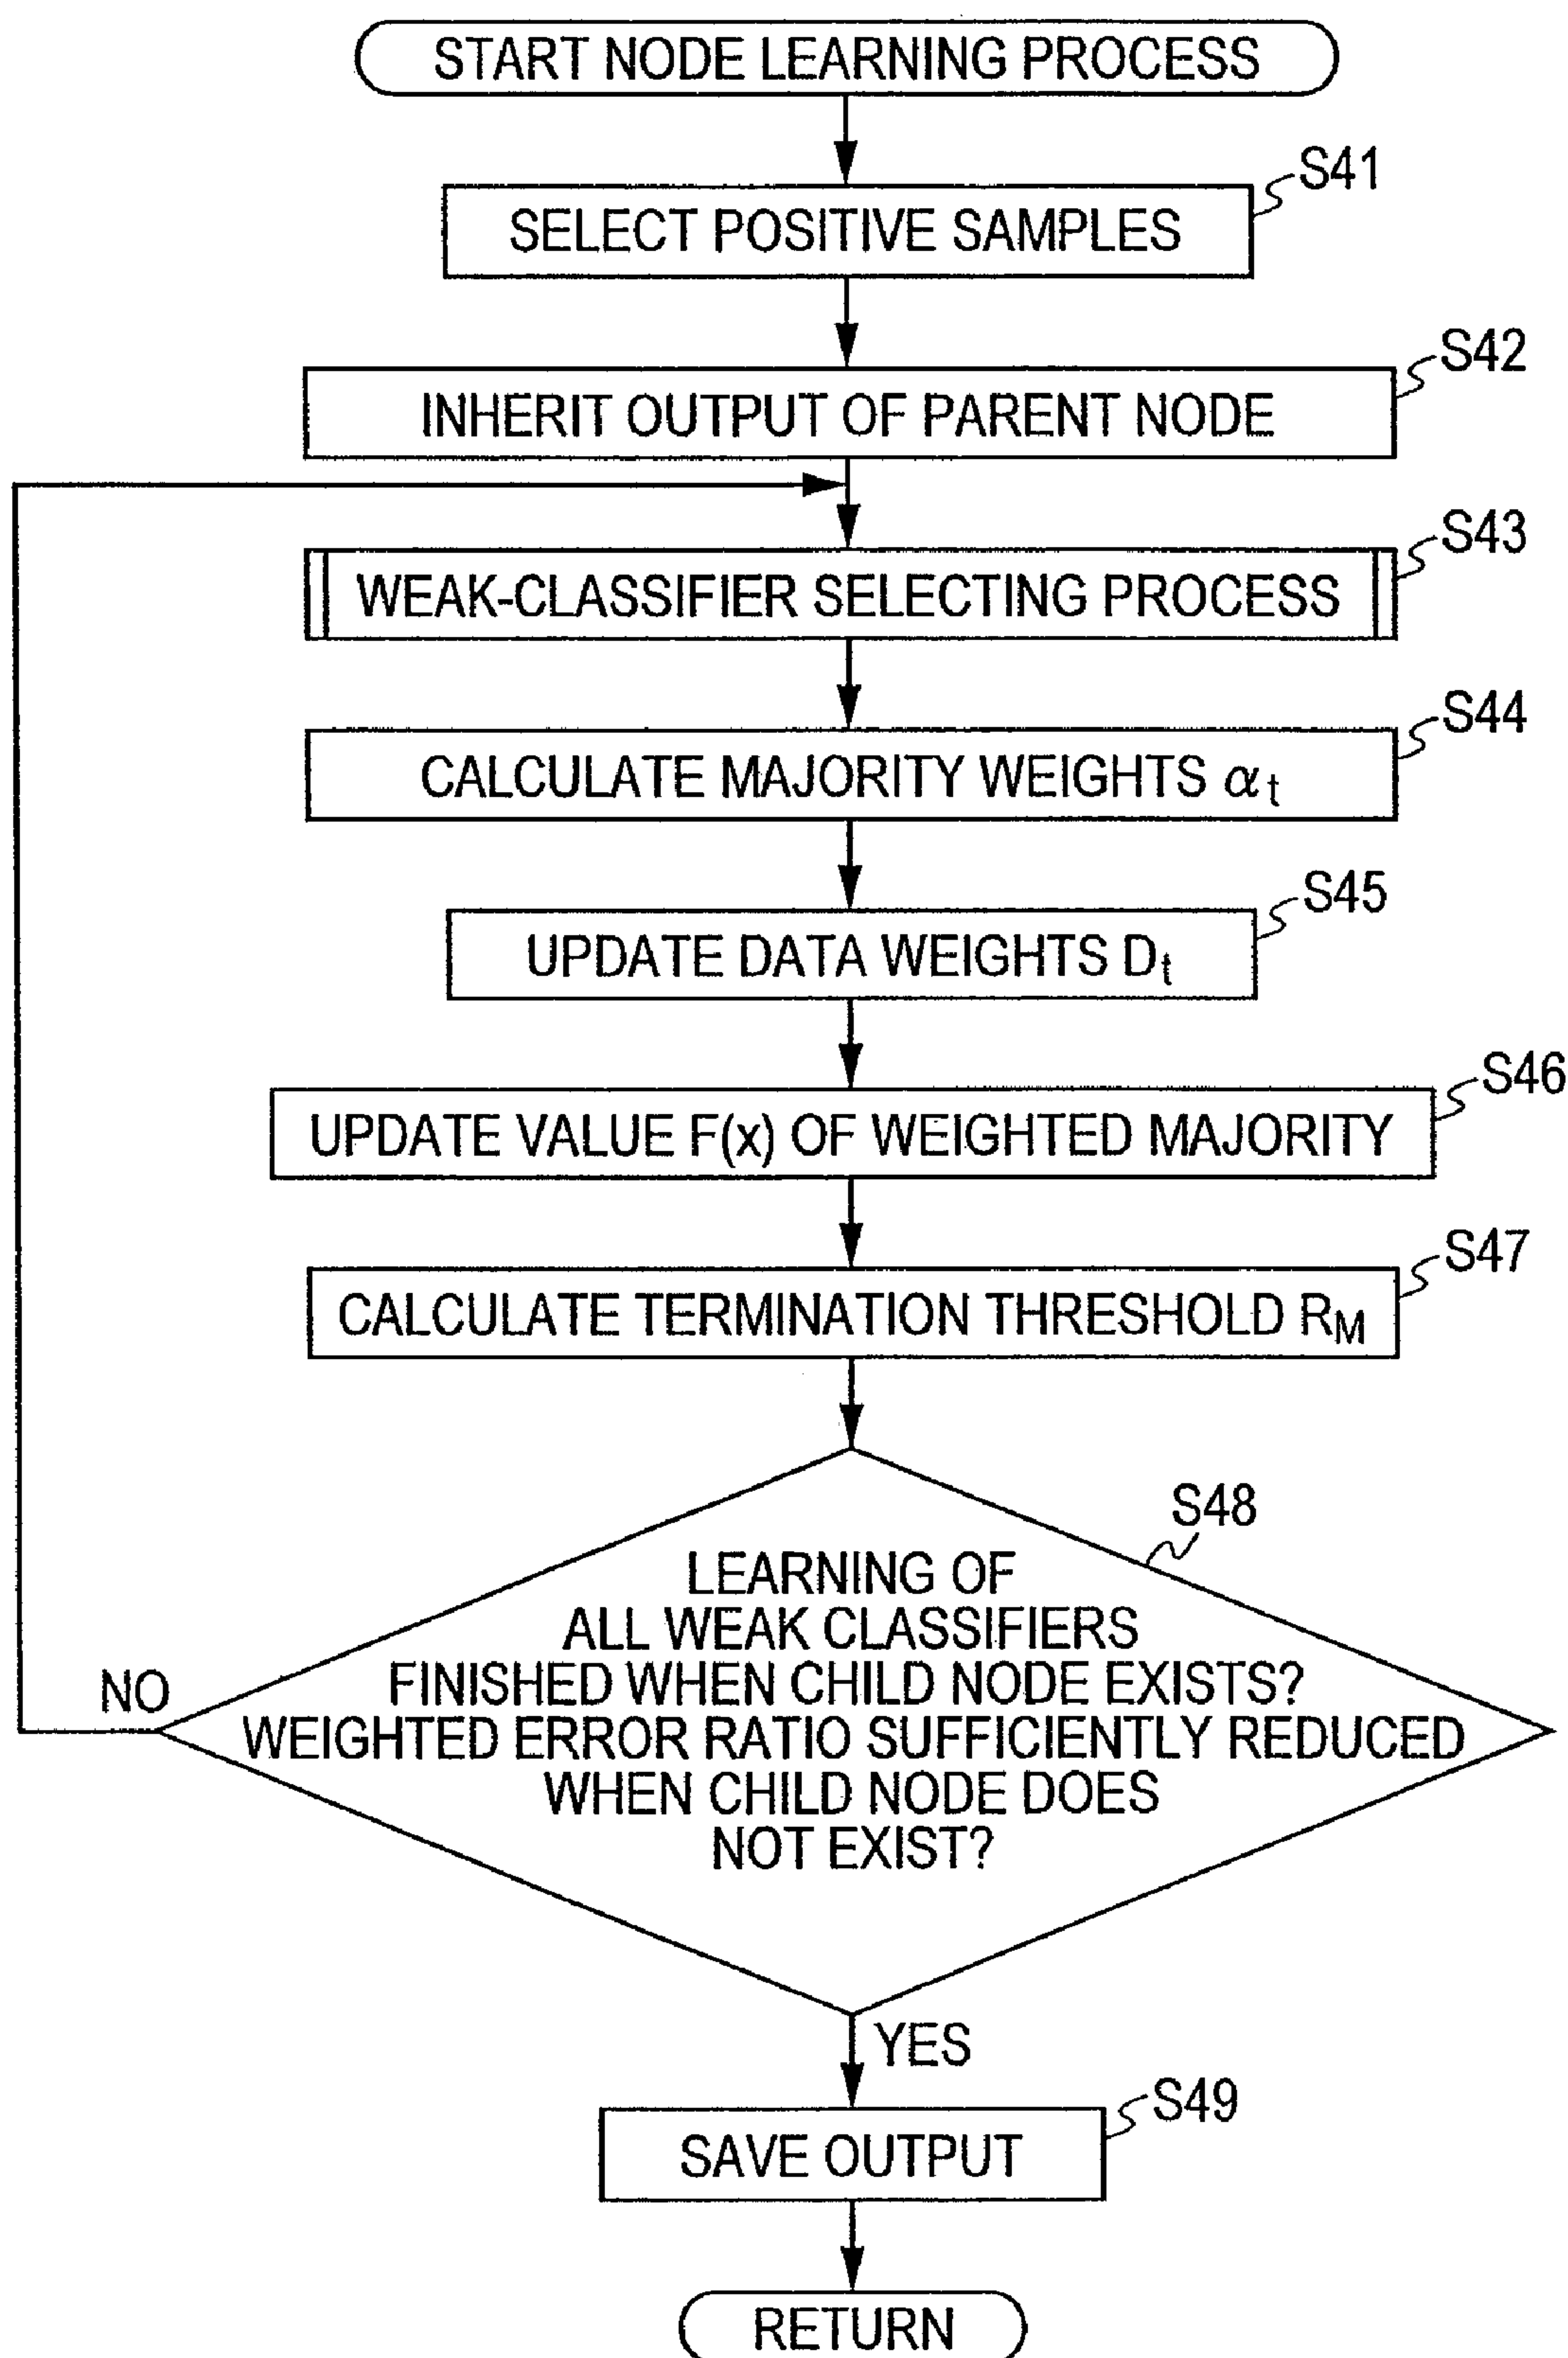 START NODE LEARNING PROCESS
S41
SELECT POSITIVE SAMPLES
S42
INHERIT OUTPUT OF PARENT NODE
S43
WEAK-CLASSIFIER SELECTING PROCESS
S44
CALCULATE MAJORITY WEIGHTS αt
S45
UPDATE DATA WEIGHTS Dt
S46
UPDATE VALUE F(x) OF WEIGHTED MAJORITY
S47
CALCULATE TERMINATION THRESHOLD RM
S48
LEARNING OF
ALL WEAK CLASSIFIERS
FINISHED WHEN CHILD NODE EXISTS?
WEIGHTED ERROR RATIO SUFFICIENTLY REDUCED
WHEN CHILD NODE DOES
NOT EXIST?
NO
YES
S49
SAVE OUTPUT
RETURN